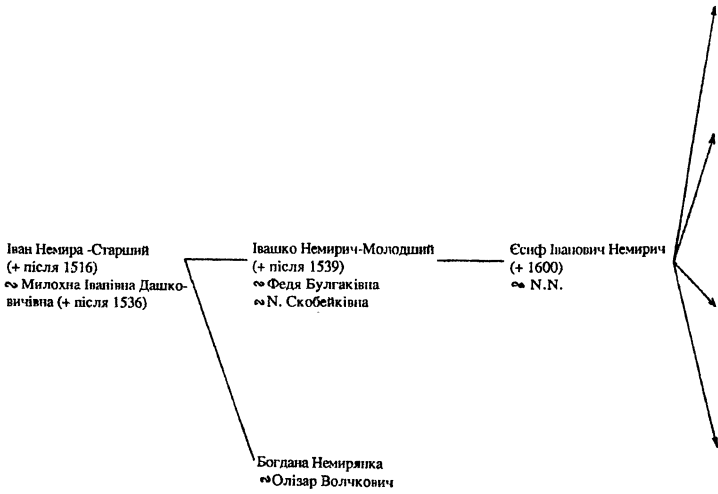 Іван Немира -Старший
(+ після 1516)
∾ Милохна Іванівна Дашко-
вичівна (+ після 1536)
Івашко Немирич-Молодший
(+ після 1539)
∾ Федя Булгаківна
∾ N. Скобейківна
Єсиф Іванович Немирич
(+ 1600)
∾ N.N.
Богдана Немирянка
∾ Олізар Волчкович